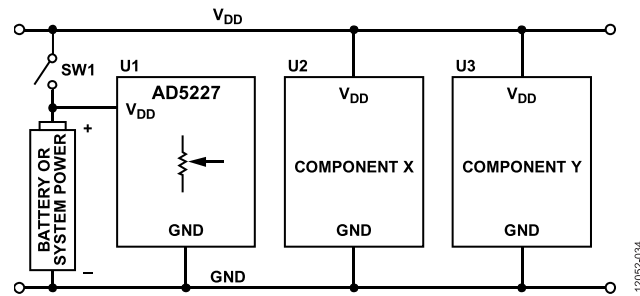 VDD
SW1
U1
U2
U3
AD5227
VDD
VDD
VDD
+
BATTERY OR
SYSTEM POWER
COMPONENT X
COMPONENT Y
GND
GND
GND
–
GND
12052-034